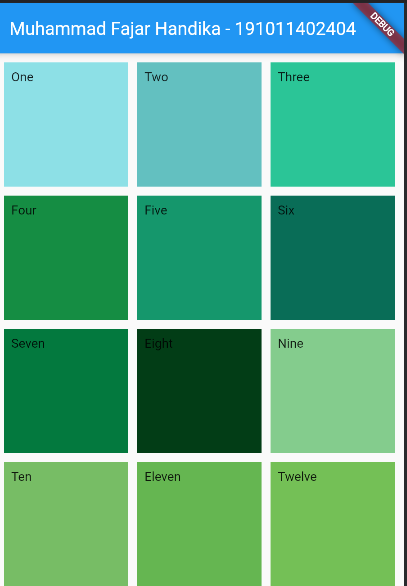 Muhammad Fajar Handika - 191011402404
DEBUG
One
Two
Three
Four
Five
Six
Seven
Eight
Nine
Ten
Eleven
Twelve